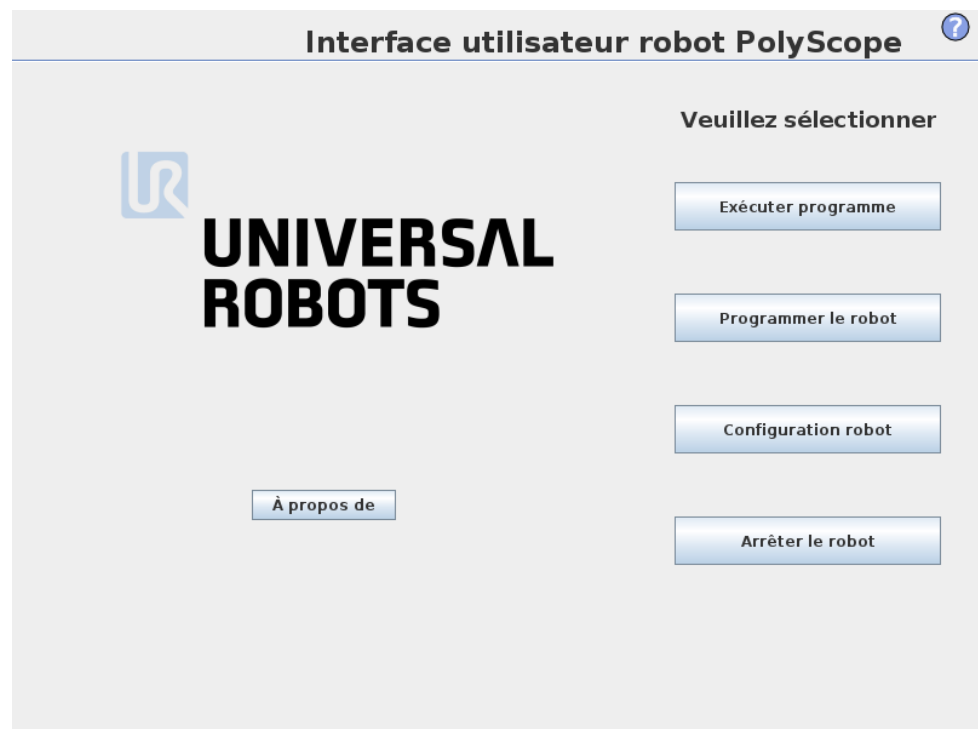 Interface utilisateur robot PolyScope
?
Veuillez sélectionner
UR
UNIVERSAL
ROBOTS
Exécuter programme
Programmer le robot
Configuration robot
À propos de
Arrêter le robot